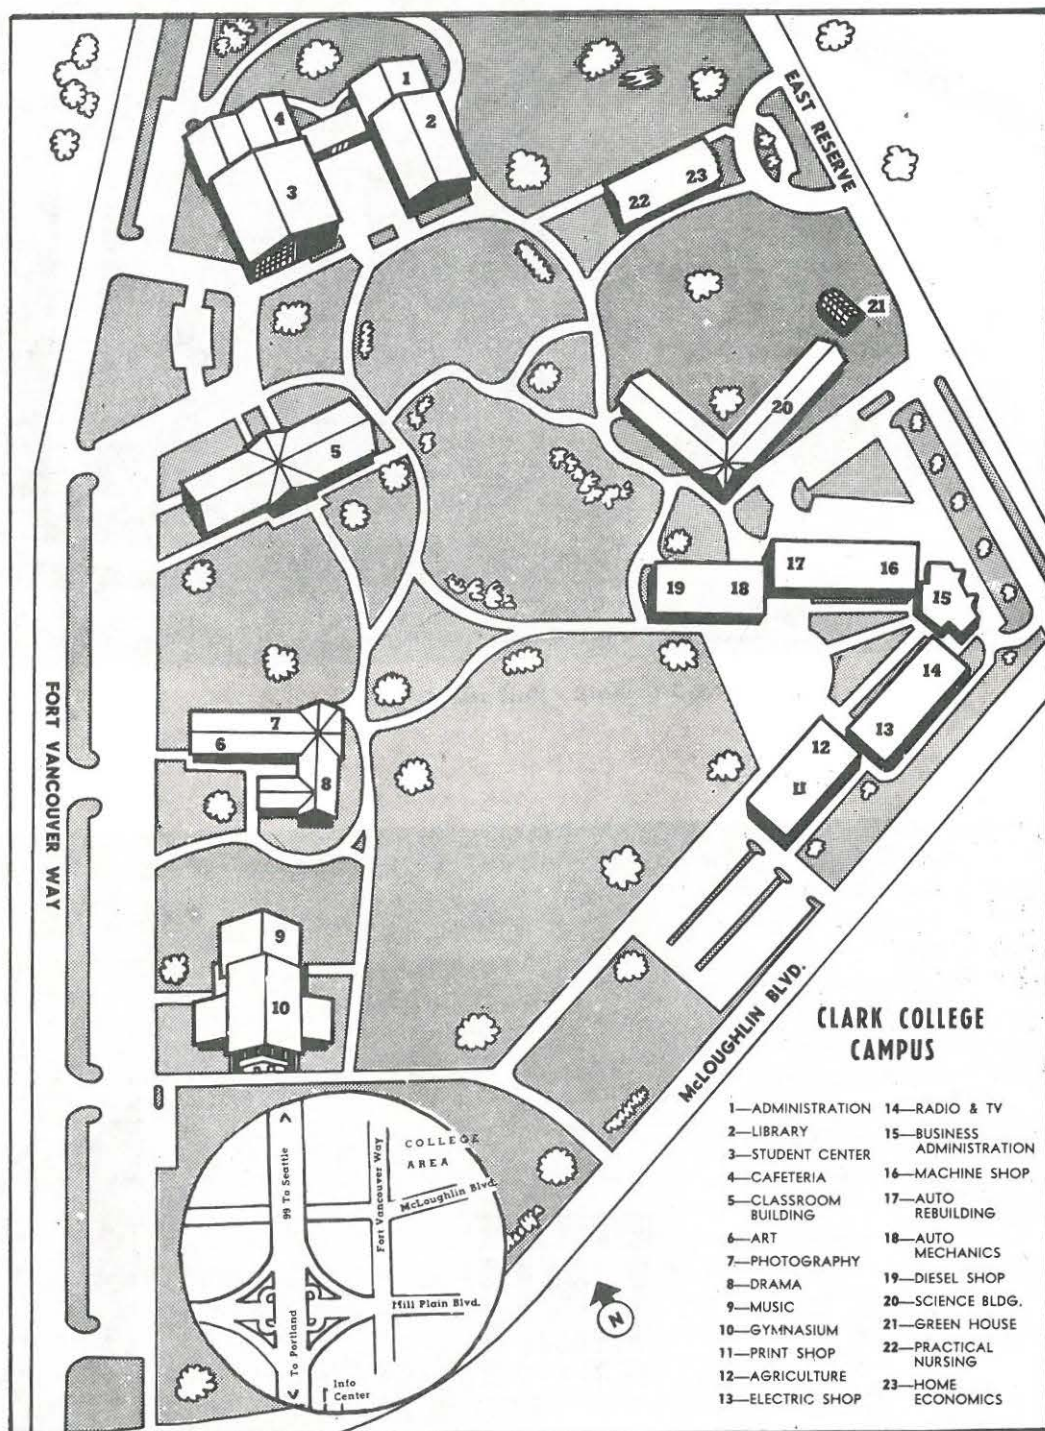 1
2
4
3
EAST RESERVE
23
22
21
20
5
17
16
19
18
15
14
13
12
11
7
6
8
FORT VANCOUVER WAY
9
10
McLOUGHLIN BLVD.
CLARK COLLEGE
CAMPUS
1—ADMINISTRATION
2—LIBRARY
3—STUDENT CENTER
4—CAFETERIA
5—CLASSROOM
BUILDING
6—ART
7—PHOTOGRAPHY
8—DRAMA
9—MUSIC
10—GYMNASIUM
11—PRINT SHOP
12—AGRICULTURE
13—ELECTRIC SHOP
14—RADIO & TV
15—BUSINESS
ADMINISTRATION
16—MACHINE SHOP
17—AUTO
REBUILDING
18—AUTO
MECHANICS
19—DIESEL SHOP
20—SCIENCE BLDG.
21—GREEN HOUSE
22—PRACTICAL
NURSING
23—HOME
ECONOMICS
99 To Seattle
Fort Vancouver Way
COLLEGE
AREA
McLoughlin Blvd.
Mill Plain Blvd.
To Portland
Info
Center
N